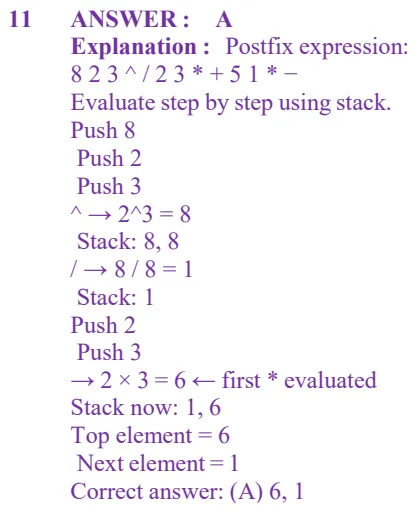 11 ANSWER : A
Explanation : Postfix expression:
8 2 3 ^ / 2 3 * + 5 1 * −
Evaluate step by step using stack.
Push 8
Push 2
Push 3
^ → 2^3 = 8
Stack: 8, 8
/ → 8 / 8 = 1
Stack: 1
Push 2
Push 3
→ 2 × 3 = 6 ← first * evaluated
Stack now: 1, 6
Top element = 6
Next element = 1
Correct answer: (A) 6, 1